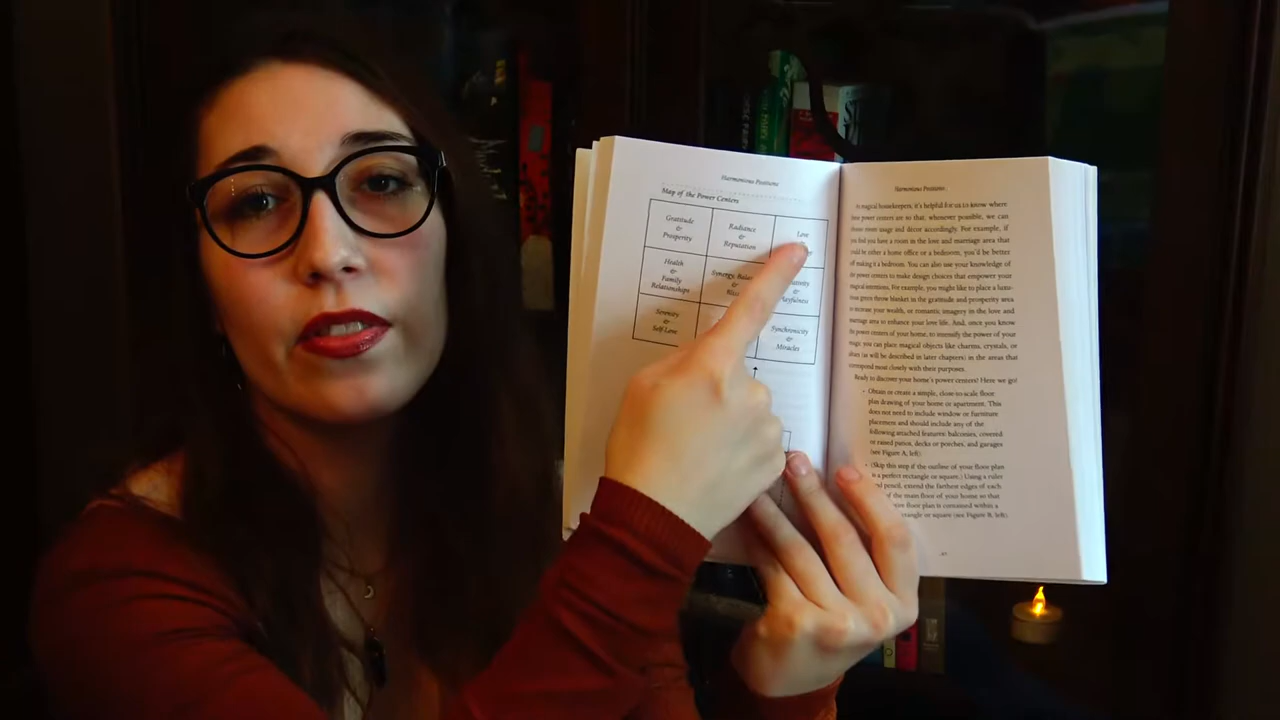 Harmonious Positions
Map of the Power Centers
Gratitude
&
Prosperity
Radiance
&
Reputation
Love
Health
&
Family
Relationships
Synergy, Balance
&
Serenity
&
Self-Love
Synchronicity
&
Miracles
Harmonious Positions
magical housekeepers, it's helpful for us to know where
these power centers are so that, whenever possible, we can
choose room usage and décor accordingly. For example, if
you find you have a room in the love and marriage area that
could be either a home office or a bedroom, you'd be better
off making it a bedroom. You can also use your knowledge of
the power centers to make design choices that empower your
magical intentions. For example, you might like to place a luxu-
rious green throw blanket in the gratitude and prosperity area
to increase your wealth, or romantic imagery in the love and
marriage area to enhance your love life. And, once you know
the power centers of your home, to intensify the power of your
magic you can place magical objects like charms, crystals, or
altars (as will be described in later chapters) in the areas that
correspond most closely with their purposes.
Ready to discover your home's power centers? Here we go!
• Obtain or create a simple, close-to-scale floor
plan drawing of your home or apartment. This
does not need to include window or furniture
placement and should include any of the
following attached features: balconies, covered
or raised patios, decks or porches, and garages
(see Figure A, left).
• (Skip this step if the outline of your floor plan
is a perfect rectangle or square.) Using a ruler
and pencil, extend the farthest edges of each
of the main floor of your home so that
floor plan is contained within a
rectangle or square (see Figure B, left)